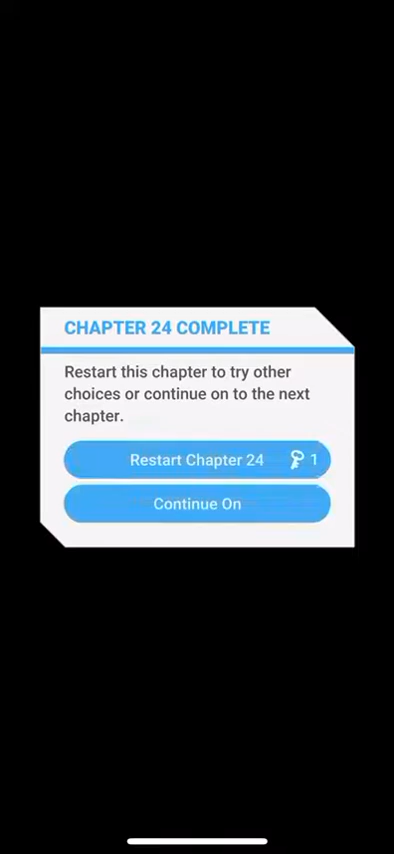 CHAPTER 24 COMPLETE
Restart this chapter to try other
choices or continue on to the next
chapter.
Restart Chapter 24 1
Continue On